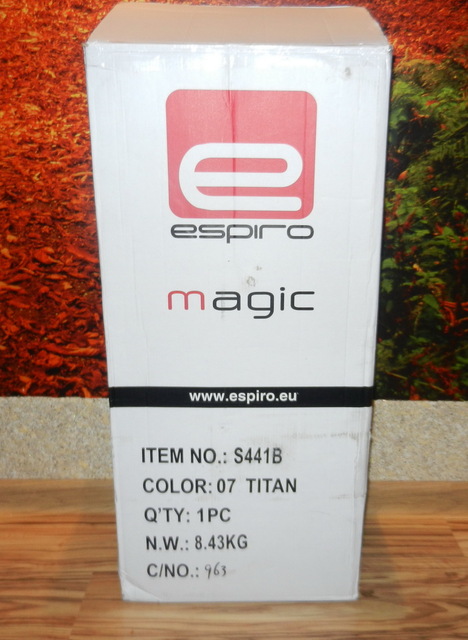 e
espiro
magic
www.espiro.eu
ITEM NO.: S441B
COLOR: 07 TITAN
Q'TY: 1PC
N.W.: 8.43KG
C/NO.: 963